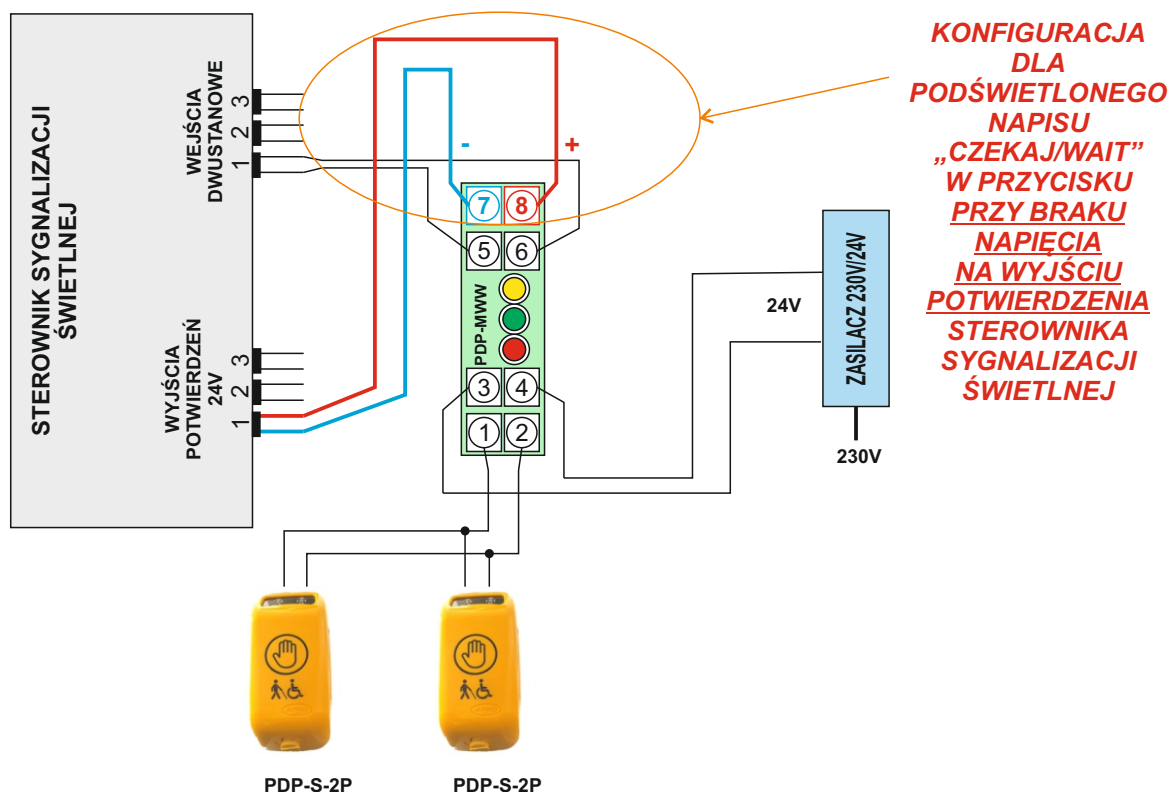 STEROWNIK SYGNALIZACJI
ŚWIETLNEJ
WEJŚCIA
DWUSTANOWE
3
2
1
WYJŚCIA
POTWIERDZEŃ
24V
3
2
1
-
+
7
8
5
6
PDP-MWW
3
4
1
2
24V
ZASILACZ 230V/24V
230V
KONFIGURACJA
DLA
PODŚWIETLONEGO
NAPISU
„CZEKAJ/WAIT”
W PRZYCISKU
PRZY BRAKU
NAPIĘCIA
NA WYJŚCIU
POTWIERDZENIA
STEROWNIKA
SYGNALIZACJI
ŚWIETLNEJ
PDP-S-2P
PDP-S-2P